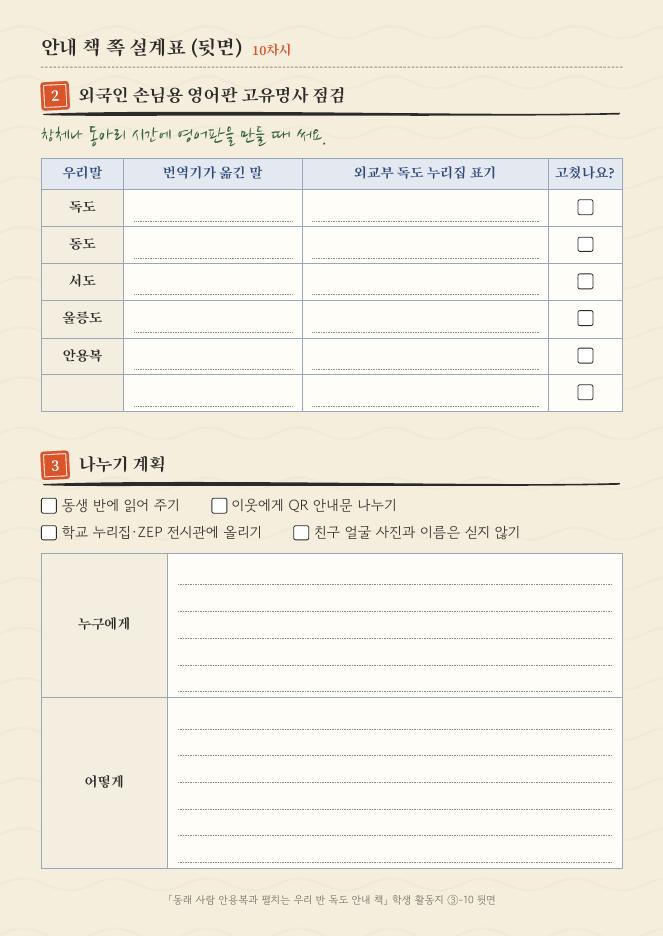 안내 책 쪽 설계표 (뒷면) 10차시
2 외국인 손님용 영어판 고유명사 점검
창체나 동아리 시간에 영어판을 만들 때 써요.
우리말 번역기가 옮긴 말 외교부 독도 누리집 표기 고쳤나요?
독도
동도
서도
울릉도
안용복
3 나누기 계획
동생 반에 읽어 주기 이웃에게 QR 안내문 나누기
학교 누리집·ZEP 전시관에 올리기 친구 얼굴 사진과 이름은 싣지 않기
누구에게
어떻게
「동래 사람 안용복과 펼치는 우리 반 독도 안내 책」 학생 활동지 ③-10 뒷면